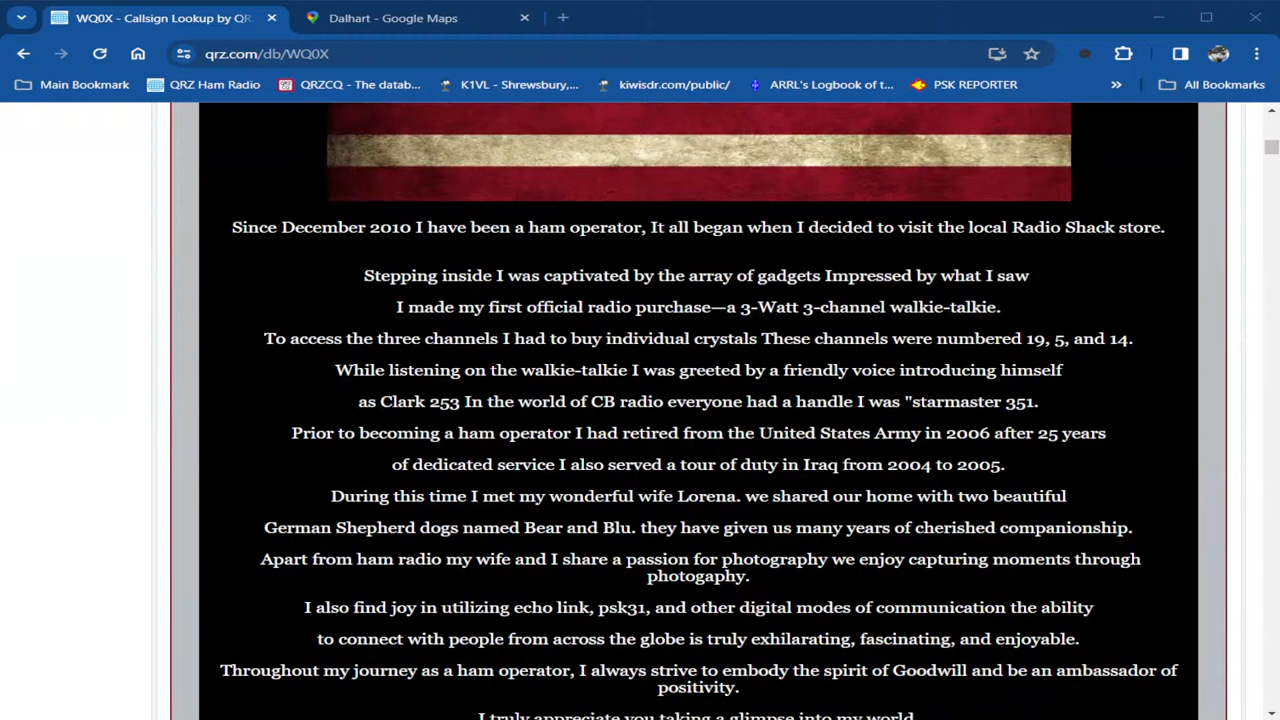 WQ0X - Callsign Lookup by QR
Dalhart - Google Maps
qrz.com/db/WQ0X
Main Bookmark
QRZ Ham Radio
QRZCQ - The datab...
K1VL - Shrewsbury,...
kiwisdr.com/public/
ARRL's Logbook of t...
PSK REPORTER
All Bookmarks
Since December 2010 I have been a ham operator, It all began when I decided to visit the local Radio Shack store.
Stepping inside I was captivated by the array of gadgets Impressed by what I saw
I made my first official radio purchase—a 3-Watt 3-channel walkie-talkie.
To access the three channels I had to buy individual crystals These channels were numbered 19, 5, and 14.
While listening on the walkie-talkie I was greeted by a friendly voice introducing himself
as Clark 253 In the world of CB radio everyone had a handle I was "starmaster 351.
Prior to becoming a ham operator I had retired from the United States Army in 2006 after 25 years
of dedicated service I also served a tour of duty in Iraq from 2004 to 2005.
During this time I met my wonderful wife Lorena. we shared our home with two beautiful
German Shepherd dogs named Bear and Blu. they have given us many years of cherished companionship.
Apart from ham radio my wife and I share a passion for photography we enjoy capturing moments through
photogaphy.
I also find joy in utilizing echo link, psk31, and other digital modes of communication the ability
to connect with people from across the globe is truly exhilarating, fascinating, and enjoyable.
Throughout my journey as a ham operator, I always strive to embody the spirit of Goodwill and be an ambassador of
positivity.
I truly appreciate you taking a glimpse into my world